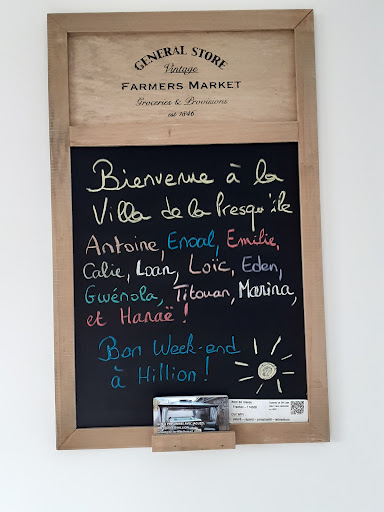 GENERAL STORE
Vintage
FARMERS MARKET
Groceries & Provisions
est 1846
Bienvenue à la
Villa de la Presqu'île
Antoine, Enoal, Emilie,
Calie, Loan, Loïc, Eden,
Gwénola, Titouan, Marina,
et Hanaë !
Bon Week-end
à Hillion !